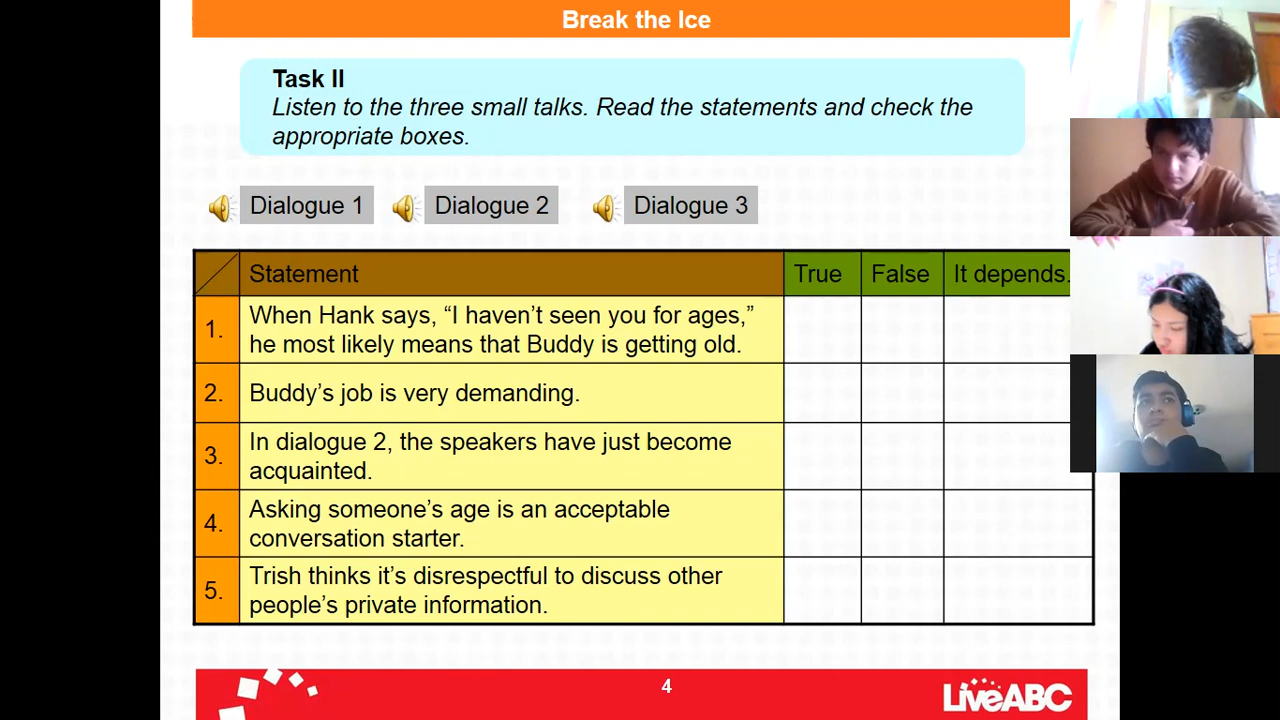 Break the Ice
Task II
Listen to the three small talks. Read the statements and check the
appropriate boxes.
Dialogue 1
Dialogue 2
Dialogue 3
Statement
True
False
It depends.
1.
When Hank says, “I haven’t seen you for ages,”
he most likely means that Buddy is getting old.
2.
Buddy’s job is very demanding.
3.
In dialogue 2, the speakers have just become
acquainted.
4.
Asking someone’s age is an acceptable
conversation starter.
5.
Trish thinks it’s disrespectful to discuss other
people’s private information.
4
LiveABC